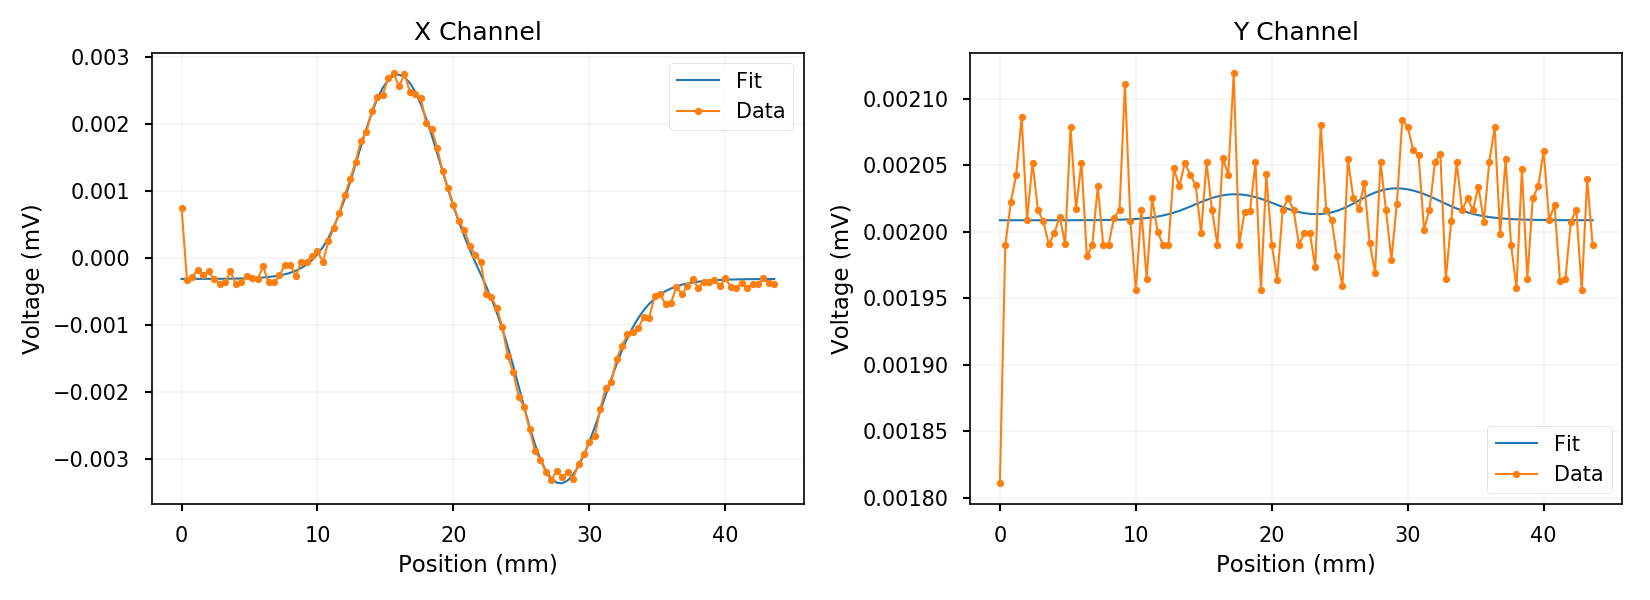 X Channel
Voltage (mV)
0.003
0.002
0.001
0.000
−0.001
−0.002
−0.003
0 10 20 30 40
Position (mm)
Fit
Data
Y Channel
Voltage (mV)
0.00210
0.00205
0.00200
0.00195
0.00190
0.00185
0.00180
0 10 20 30 40
Position (mm)
Fit
Data